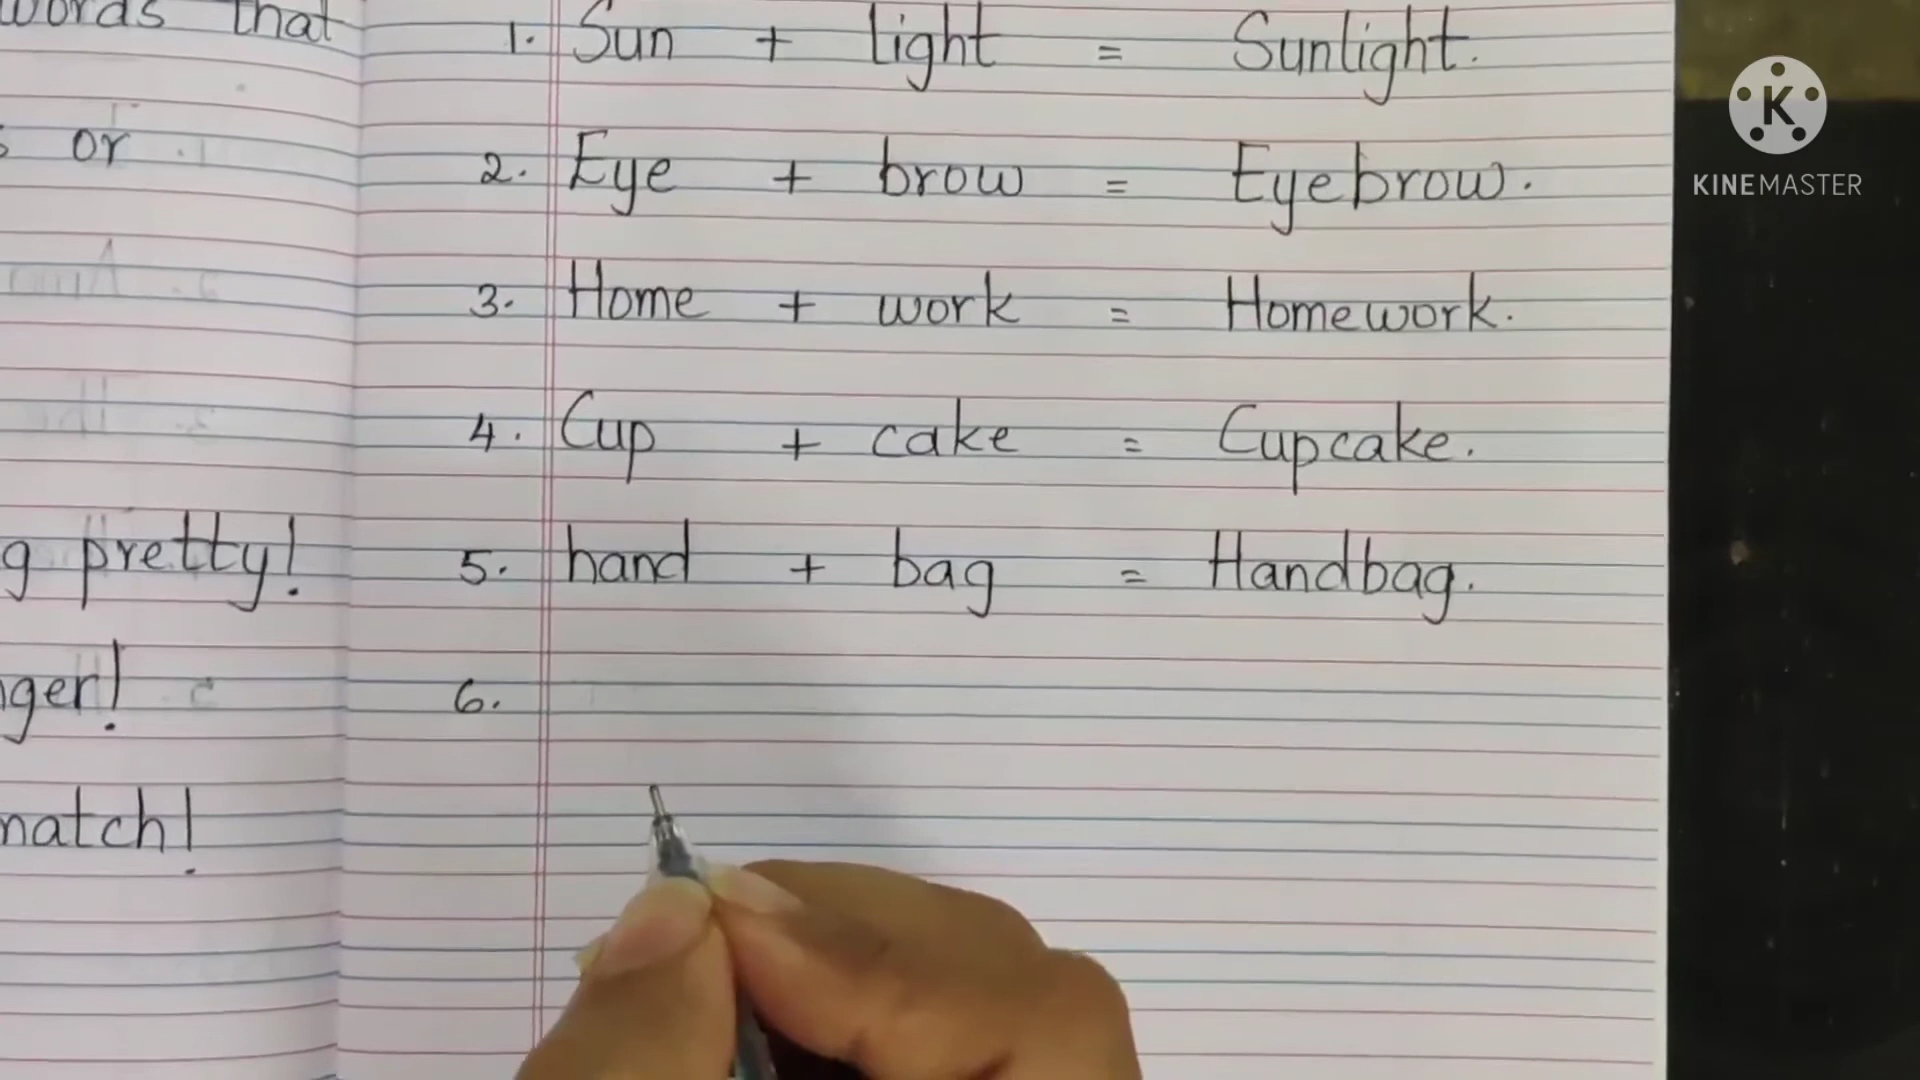 words that
or
g pretty!
ger!
match!
1. Sun + light = Sunlight.
2. Eye + brow = Eyebrow.
3. Home + work = Homework.
4. Cup + cake = Cupcake.
5. hand + bag = Handbag.
6.
K
KINEMASTER